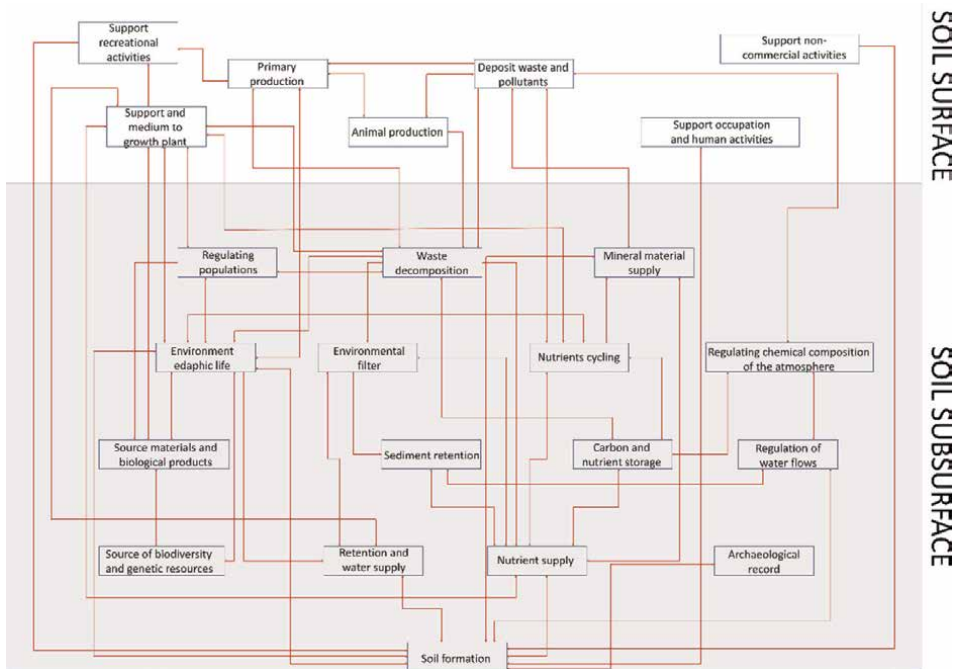 Support
recreational
activities
Primary
production
Deposit waste and
pollutants
Support non-
commercial activities
SOIL SURFACE
Support and
medium to
growth plant
Animal production
Support occupation
and human activities
Regulating
populations
Waste
decomposition
Mineral material
supply
Environment
edaphic life
Environmental
filter
Nutrients cycling
Regulating chemical composition
of the atmosphere
SOIL SUBSURFACE
Source materials and
biological products
Sediment retention
Carbon and
nutrient storage
Regulation of
water flows
Source of biodiversity
and genetic resources
Retention and
water supply
Nutrient supply
Archaeological
record
Soil formation